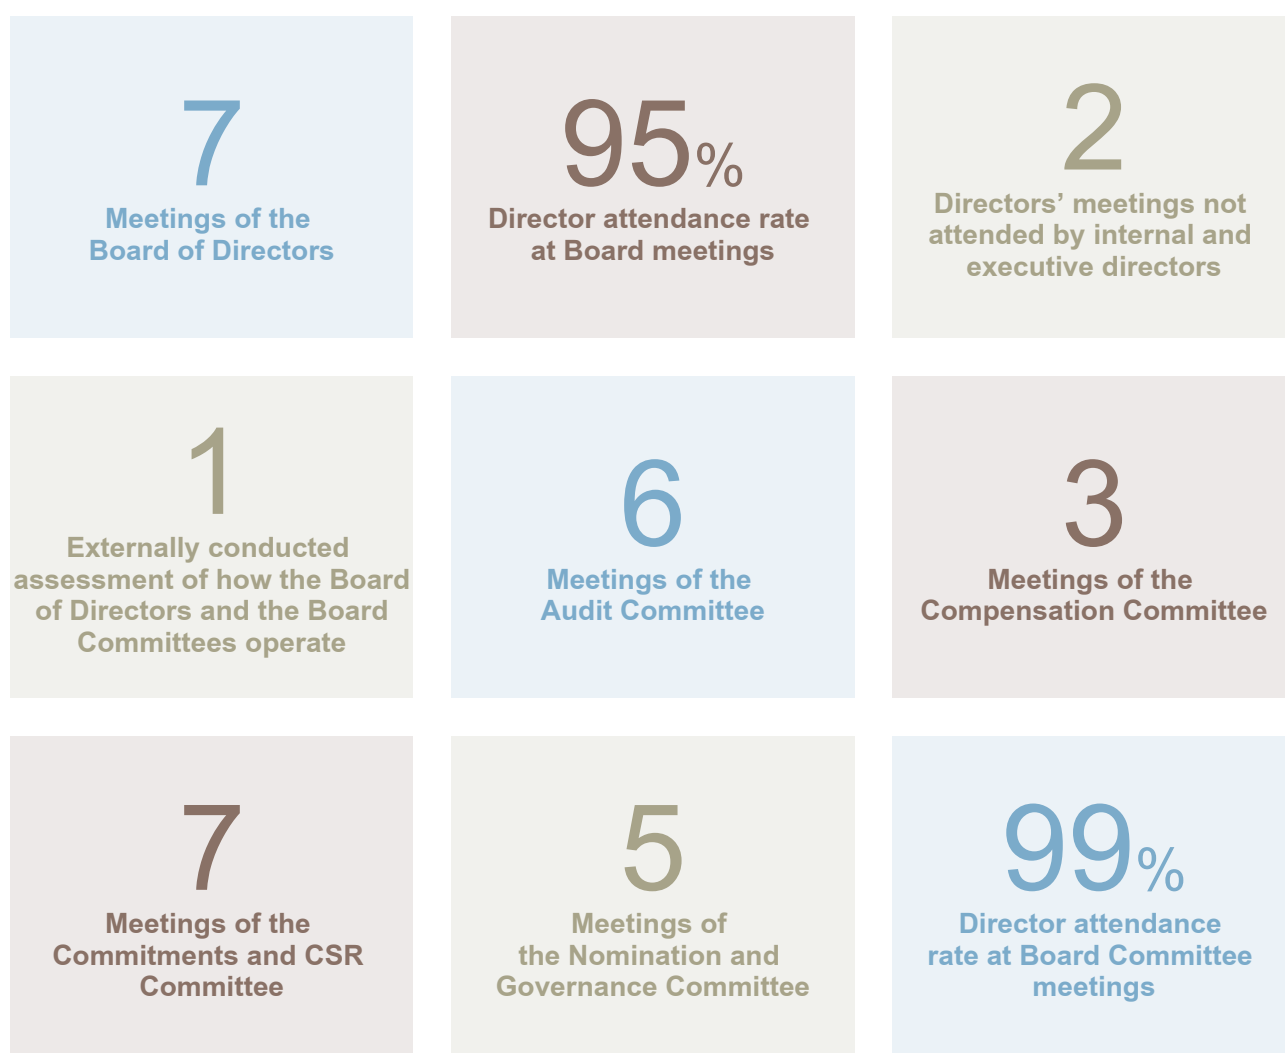 7
Meetings of the
Board of Directors
95%
Director attendance rate
at Board meetings
2
Directors’ meetings not
attended by internal and
executive directors
1
Externally conducted
assessment of how the Board
of Directors and the Board
Committees operate
6
Meetings of the
Audit Committee
3
Meetings of the
Compensation Committee
7
Meetings of the
Commitments and CSR
Committee
5
Meetings of
the Nomination and
Governance Committee
99%
Director attendance
rate at Board Committee
meetings